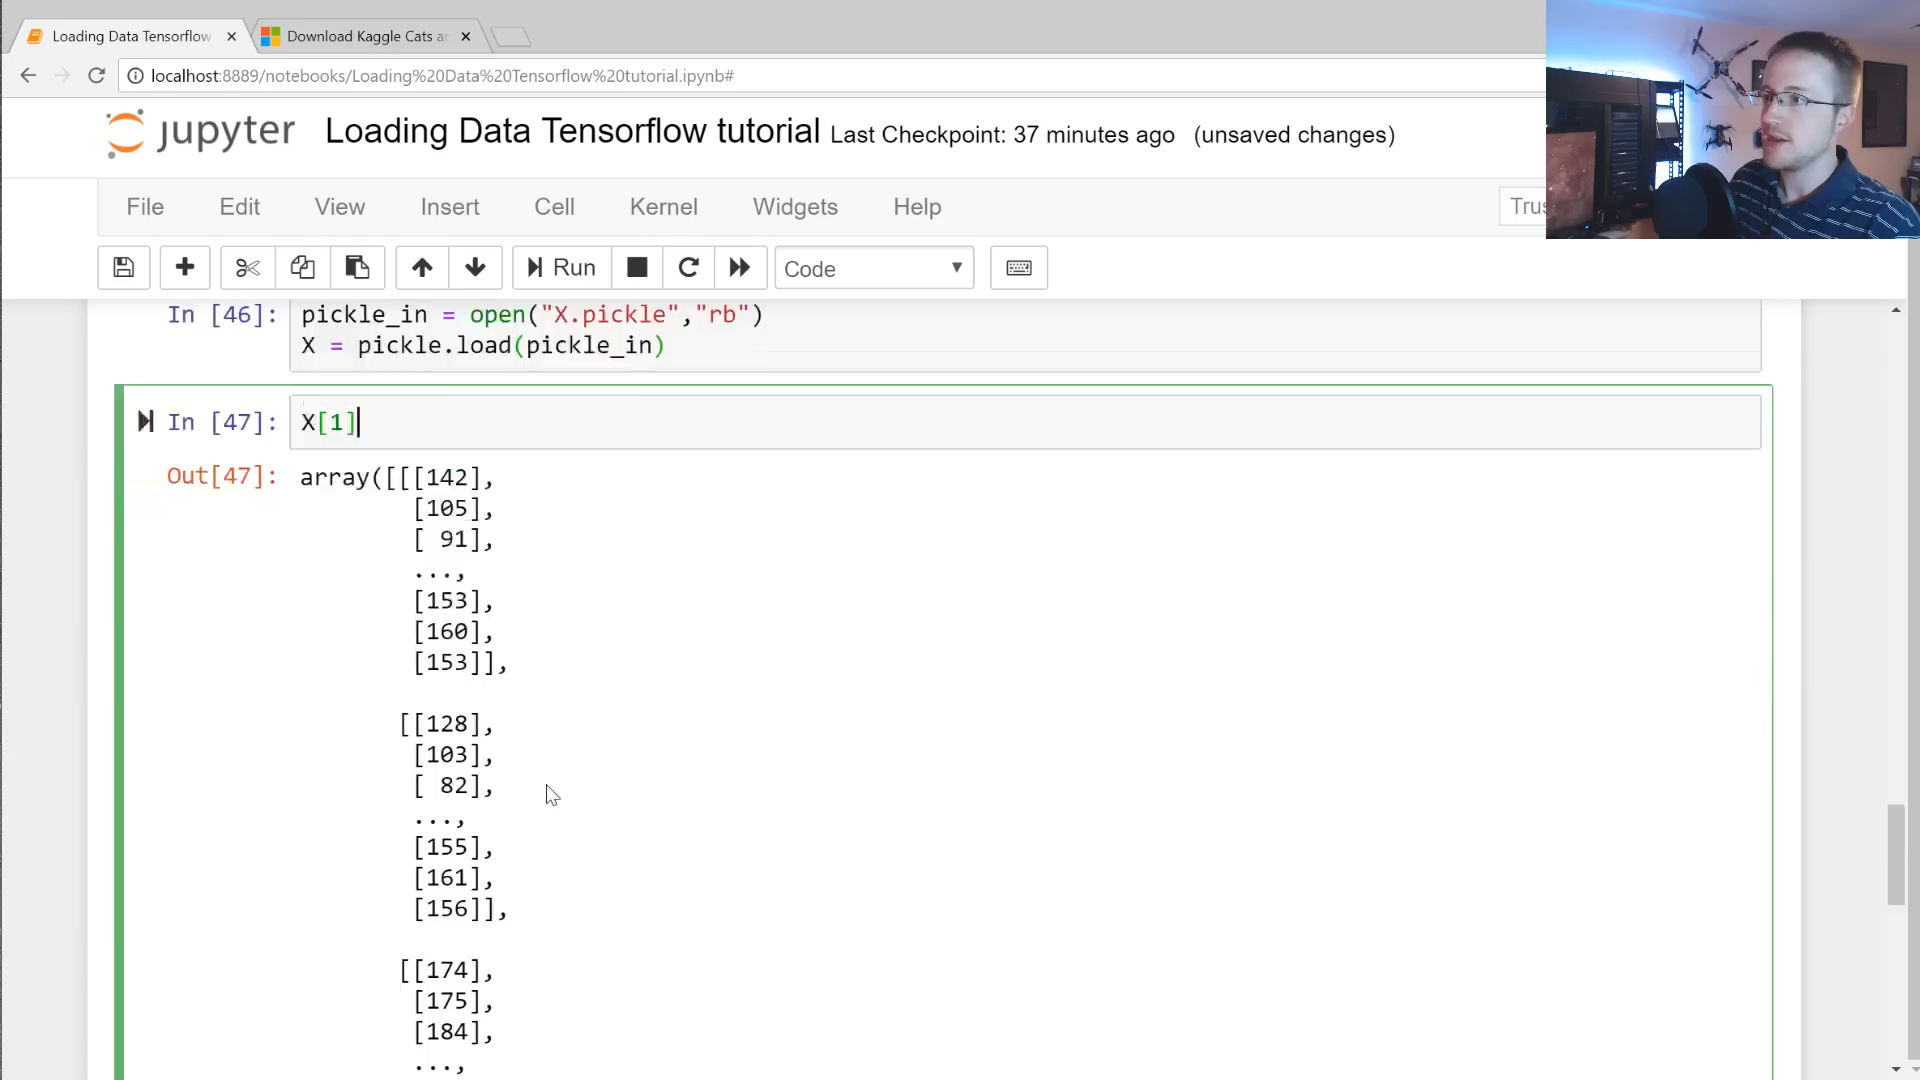 Loading Data Tensorflow
Download Kaggle Cats a
localhost:8889/notebooks/Loading%20Data%20Tensorflow%20tutorial.ipynb#
jupyter Loading Data Tensorflow tutorial Last Checkpoint: 37 minutes ago (unsaved changes)
File Edit View Insert Cell Kernel Widgets Help Trus
Run Code
In [46]: pickle_in = open("X.pickle","rb")
X = pickle.load(pickle_in)
In [47]: X[1]
Out[47]: array([[[142],
[105],
[ 91],
...,
[153],
[160],
[153]],
[[128],
[103],
[ 82],
...,
[155],
[161],
[156]],
[[174],
[175],
[184],
...,